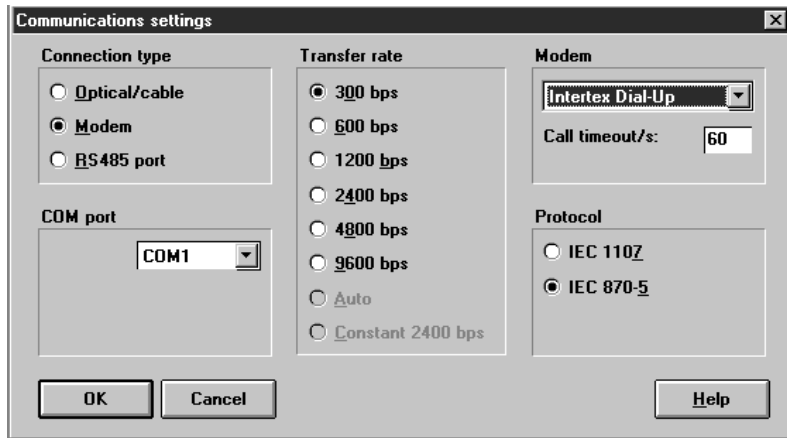 Communications settings
Connection type
Optical/cable
Modem
RS485 port
COM port
COM1
Transfer rate
300 bps
600 bps
1200 bps
2400 bps
4800 bps
9600 bps
Auto
Constant 2400 bps
Modem
Intertex Dial-Up
Call timeout/s: 60
Protocol
IEC 1107
IEC 870-5
OK
Cancel
Help